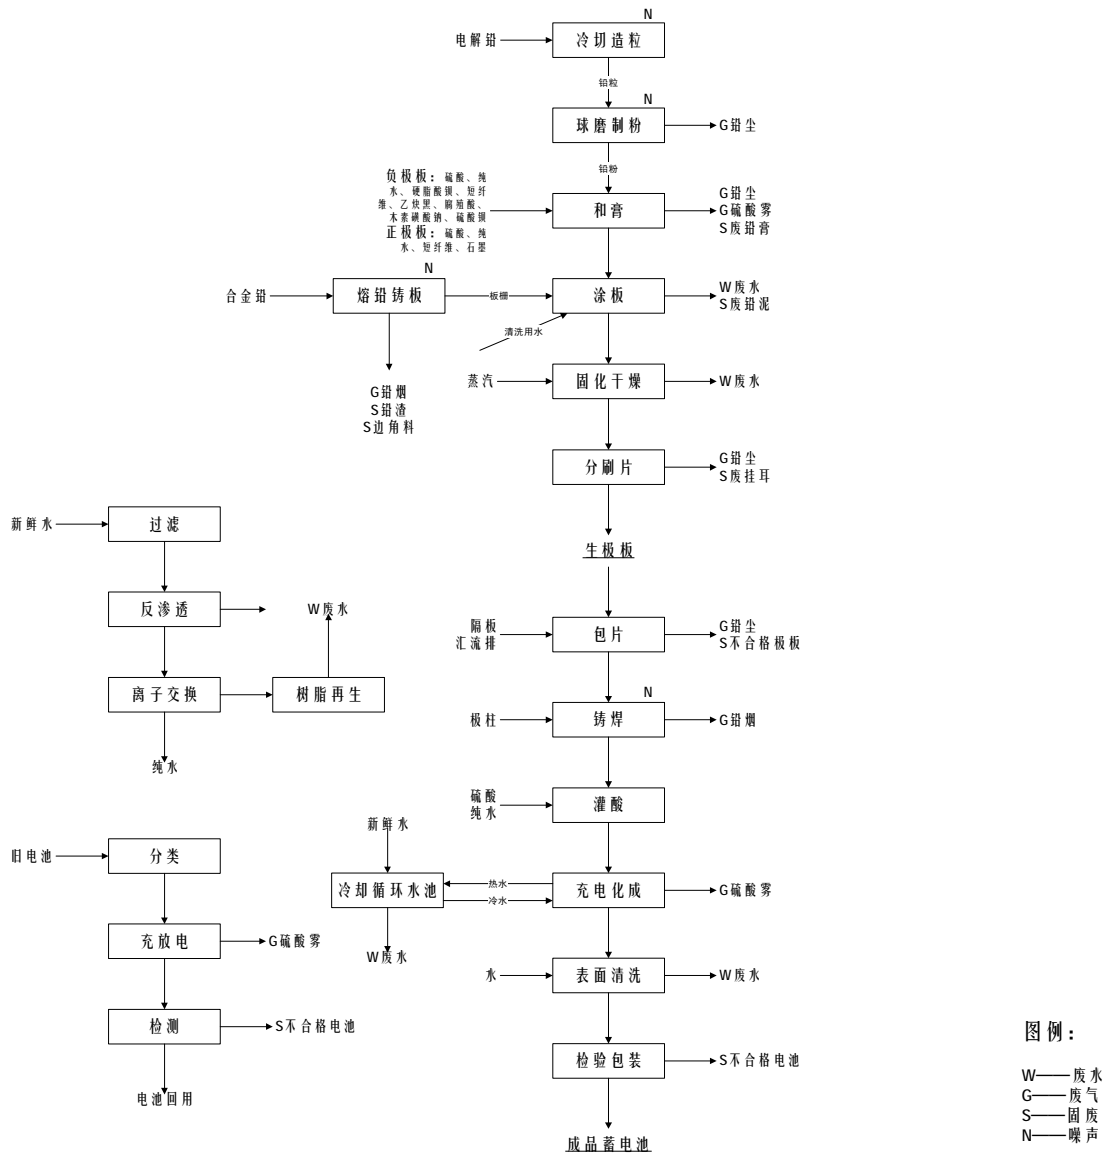 N
电解铅
冷切造粒
铅粒
N
球磨制粉
G铅尘
铅粉
负极板：硫酸、纯
水、硬脂酸钡、短纤
维、乙炔黑、腐殖酸、
木素磺酸钠、硫酸钡
正极板：硫酸、纯
水、短纤维、石墨
和膏
G铅尘
G硫酸雾
S废铅膏
N
合金铅
熔铅铸板
板栅
涂板
W废水
S废铅泥
清洗用水
G铅烟
S铅渣
S边角料
蒸汽
固化干燥
W废水
分刷片
G铅尘
S废挂耳
生极板
新鲜水
过滤
反渗透
W废水
离子交换
树脂再生
纯水
隔板
汇流排
包片
G铅尘
S不合格极板
N
极柱
铸焊
G铅烟
硫酸
纯水
灌酸
新鲜水
冷却循环水池
热水
冷水
充电化成
G硫酸雾
W废水
旧电池
分类
充放电
G硫酸雾
检测
S不合格电池
电池回用
水
表面清洗
W废水
检验包装
S不合格电池
成品蓄电池
图例：
W——废水
G——废气
S——固废
N——噪声